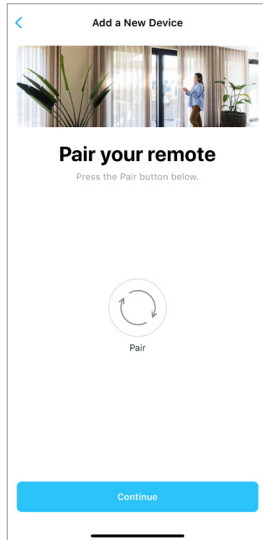 Add a New Device
Pair your remote
Press the Pair button below.
Pair
Continue